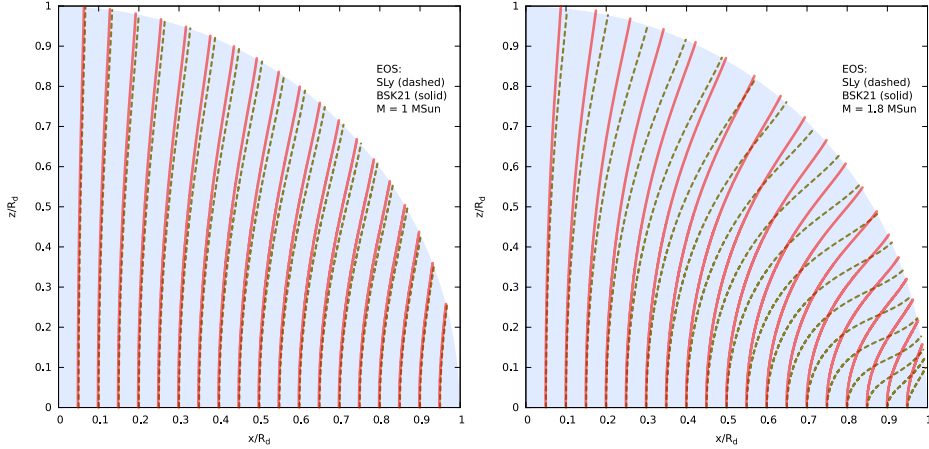 1
0.9
0.8
0.7
0.6
0.5
0.4
0.3
0.2
0.1
0
z/R_d
EOS:
SLy (dashed)
BSK21 (solid)
M = 1 MSun
0 0.1 0.2 0.3 0.4 0.5 0.6 0.7 0.8 0.9 1
x/R_d
1
0.9
0.8
0.7
0.6
0.5
0.4
0.3
0.2
0.1
0
z/R_d
EOS:
SLy (dashed)
BSK21 (solid)
M = 1.8 MSun
0 0.1 0.2 0.3 0.4 0.5 0.6 0.7 0.8 0.9 1
x/R_d